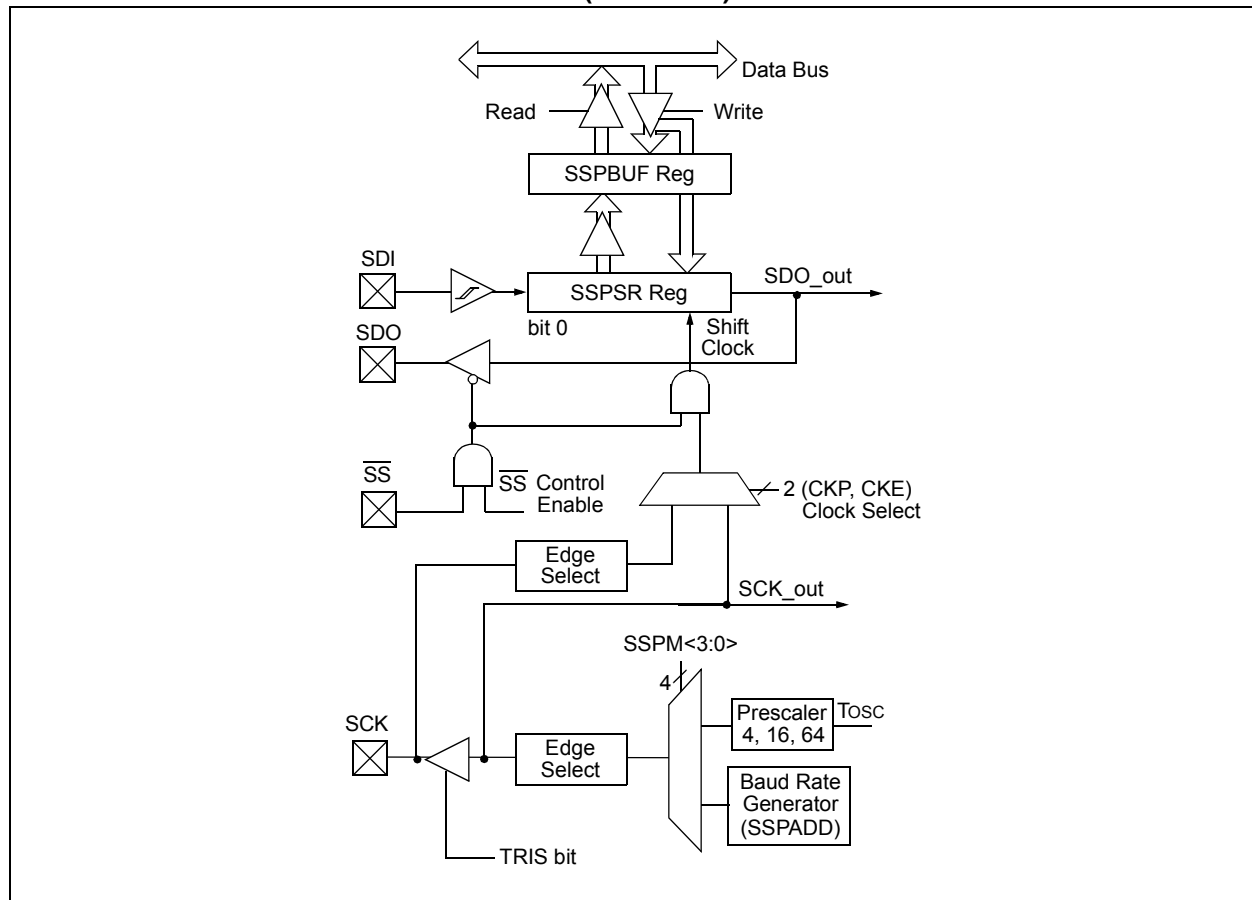 Data Bus
Read
Write
SSPBUF Reg
SDI
SDO_out
SSPSR Reg
bit 0
Shift
Clock
SDO
SS
SS Control
Enable
2 (CKP, CKE)
Clock Select
Edge
Select
SCK_out
SSPM<3:0>
4
Prescaler
4, 16, 64
TOSC
SCK
Edge
Select
Baud Rate
Generator
(SSPADD)
TRIS bit